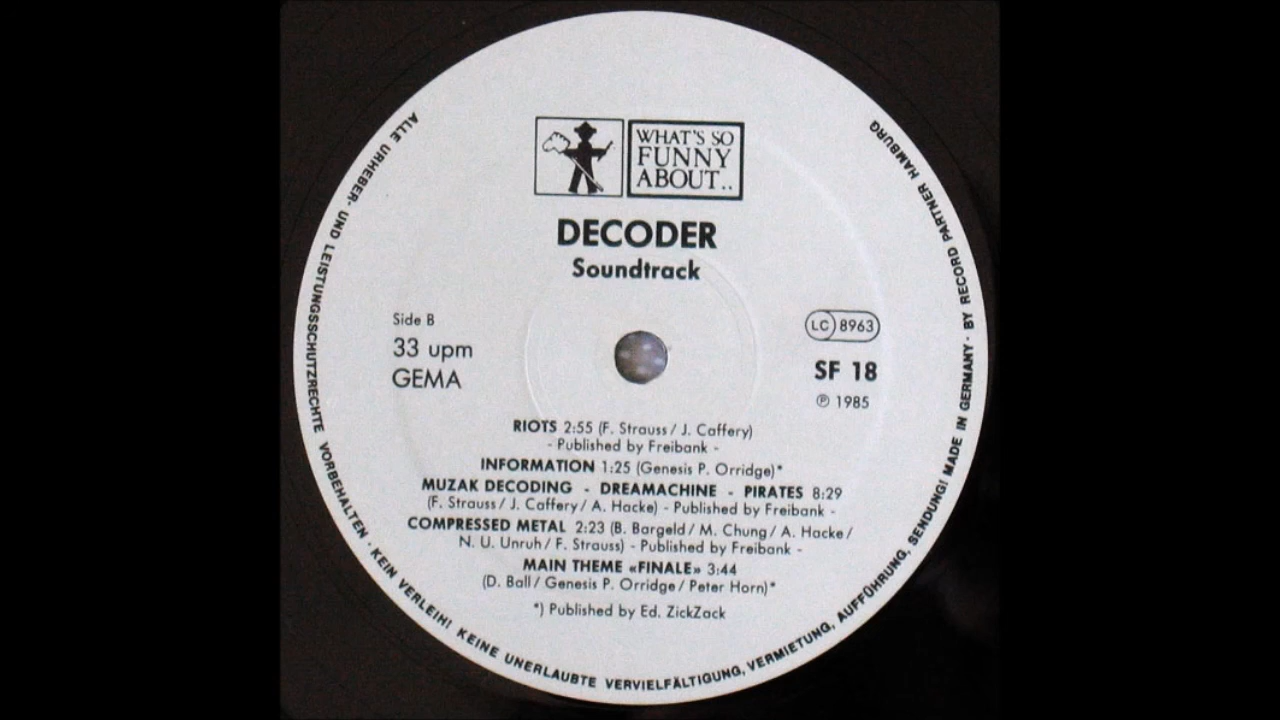 WHAT'S SO
FUNNY
ABOUT..
DECODER
Soundtrack
Side B
33 upm
GEMA
LC 8963
SF 18
℗ 1985
RIOTS 2:55 (F. Strauss / J. Caffery)
- Published by Freibank -
INFORMATION 1:25 (Genesis P. Orridge)*
MUZAK DECODING - DREAMACHINE - PIRATES 8:29
(F. Strauss / J. Caffery / A. Hacke) - Published by Freibank -
COMPRESSED METAL 2:23 (B. Bargeld / M. Chung / A. Hacke /
N. U. Unruh / F. Strauss) - Published by Freibank -
MAIN THEME «FINALE» 3:44
(D. Ball / Genesis P. Orridge / Peter Horn)*
*) Published by Ed. ZickZack
ALLE URHEBER- UND LEISTUNGSSCHUTZRECHTE VORBEHALTEN · KEIN VERLEIH! KEINE UNERLAUBTE VERVIELFÄLTIGUNG, VERMIETUNG, AUFFÜHRUNG, SENDUNG! MADE IN GERMANY · BY RECORD PARTNER HAMBURG